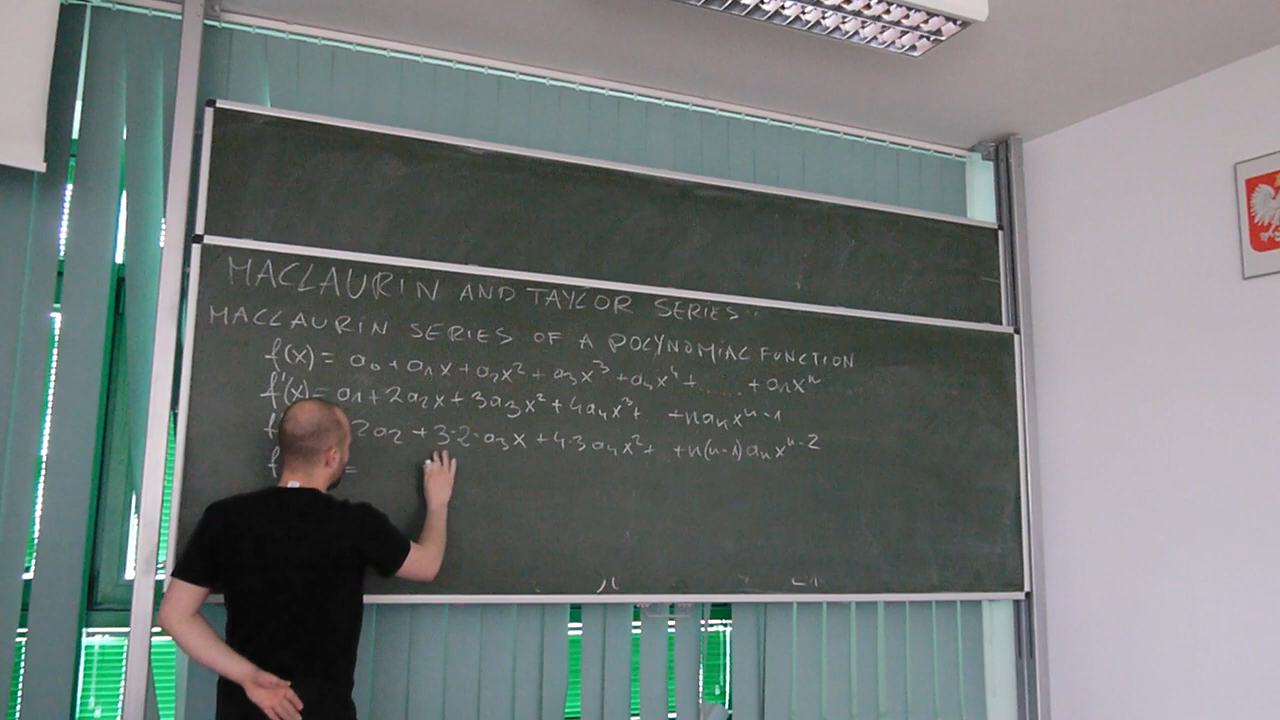 MACLAURIN AND TAYLOR SERIES
MACLAURIN SERIES OF A POLYNOMIAL FUNCTION
f(x) = a₀ + a₁x + a₂x² + a₃x³ + a₄x⁴ + ..... + aₙxⁿ
f'(x) = a₁ + 2a₂x + 3a₃x² + 4a₄x³ + + naₙxⁿ⁻¹
f 2a₂ + 3·2·a₃x + 4·3a₄x² + + n(n-1)aₙxⁿ⁻²
f =